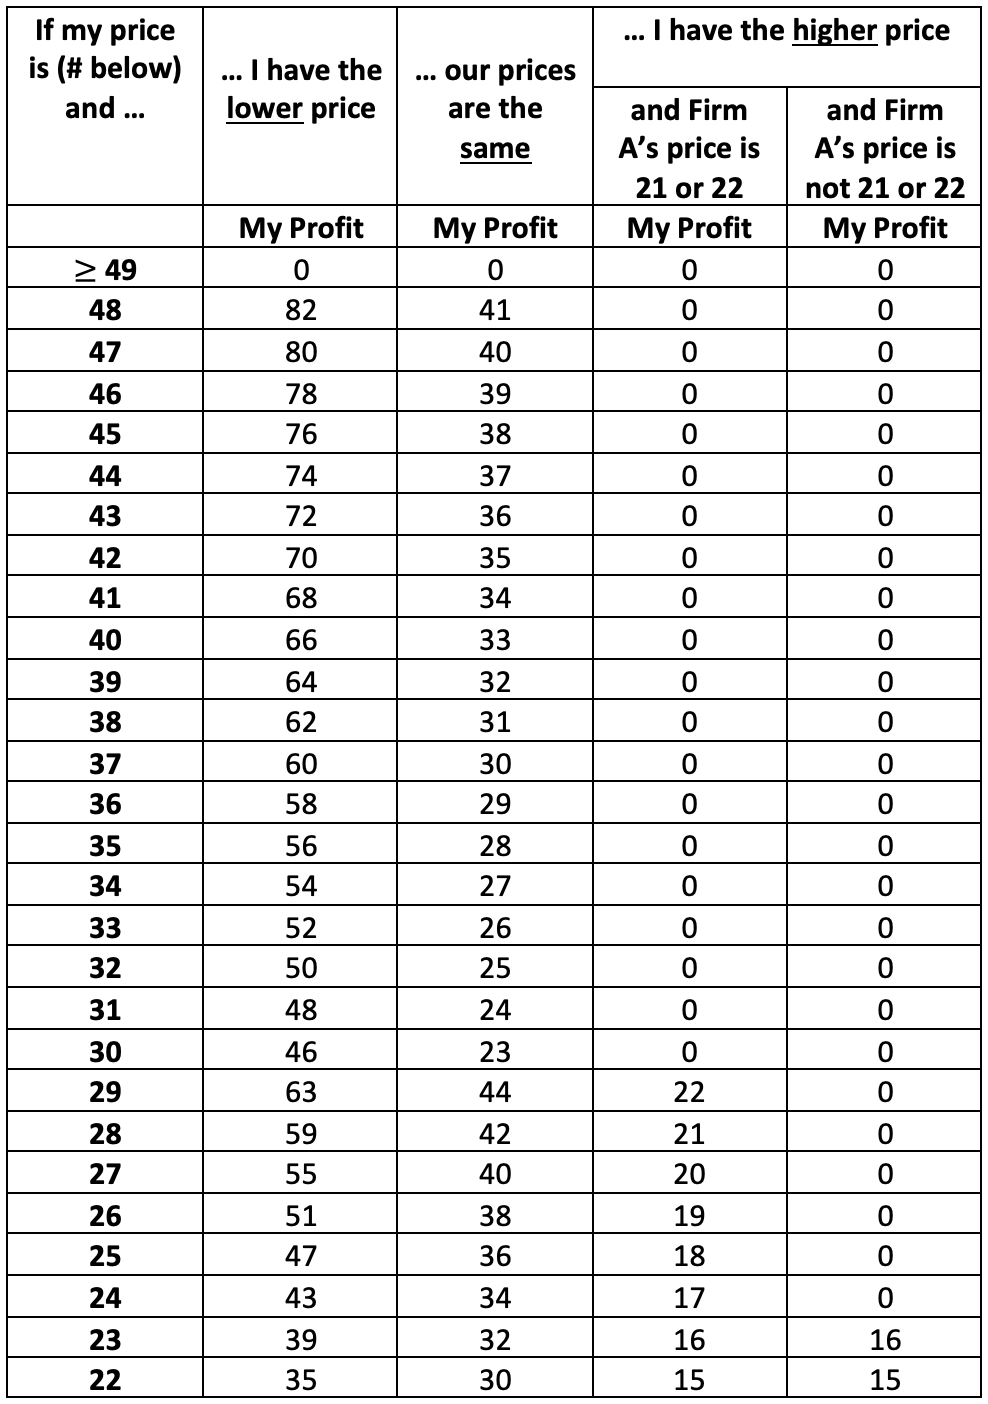 If my price is (# below) and … | … I have the lower price | … our prices are the same | … I have the higher price
and Firm A’s price is 21 or 22 | and Firm A’s price is not 21 or 22
My Profit | My Profit | My Profit | My Profit
≥ 49 | 0 | 0 | 0 | 0
48 | 82 | 41 | 0 | 0
47 | 80 | 40 | 0 | 0
46 | 78 | 39 | 0 | 0
45 | 76 | 38 | 0 | 0
44 | 74 | 37 | 0 | 0
43 | 72 | 36 | 0 | 0
42 | 70 | 35 | 0 | 0
41 | 68 | 34 | 0 | 0
40 | 66 | 33 | 0 | 0
39 | 64 | 32 | 0 | 0
38 | 62 | 31 | 0 | 0
37 | 60 | 30 | 0 | 0
36 | 58 | 29 | 0 | 0
35 | 56 | 28 | 0 | 0
34 | 54 | 27 | 0 | 0
33 | 52 | 26 | 0 | 0
32 | 50 | 25 | 0 | 0
31 | 48 | 24 | 0 | 0
30 | 46 | 23 | 0 | 0
29 | 63 | 44 | 22 | 0
28 | 59 | 42 | 21 | 0
27 | 55 | 40 | 20 | 0
26 | 51 | 38 | 19 | 0
25 | 47 | 36 | 18 | 0
24 | 43 | 34 | 17 | 0
23 | 39 | 32 | 16 | 16
22 | 35 | 30 | 15 | 15